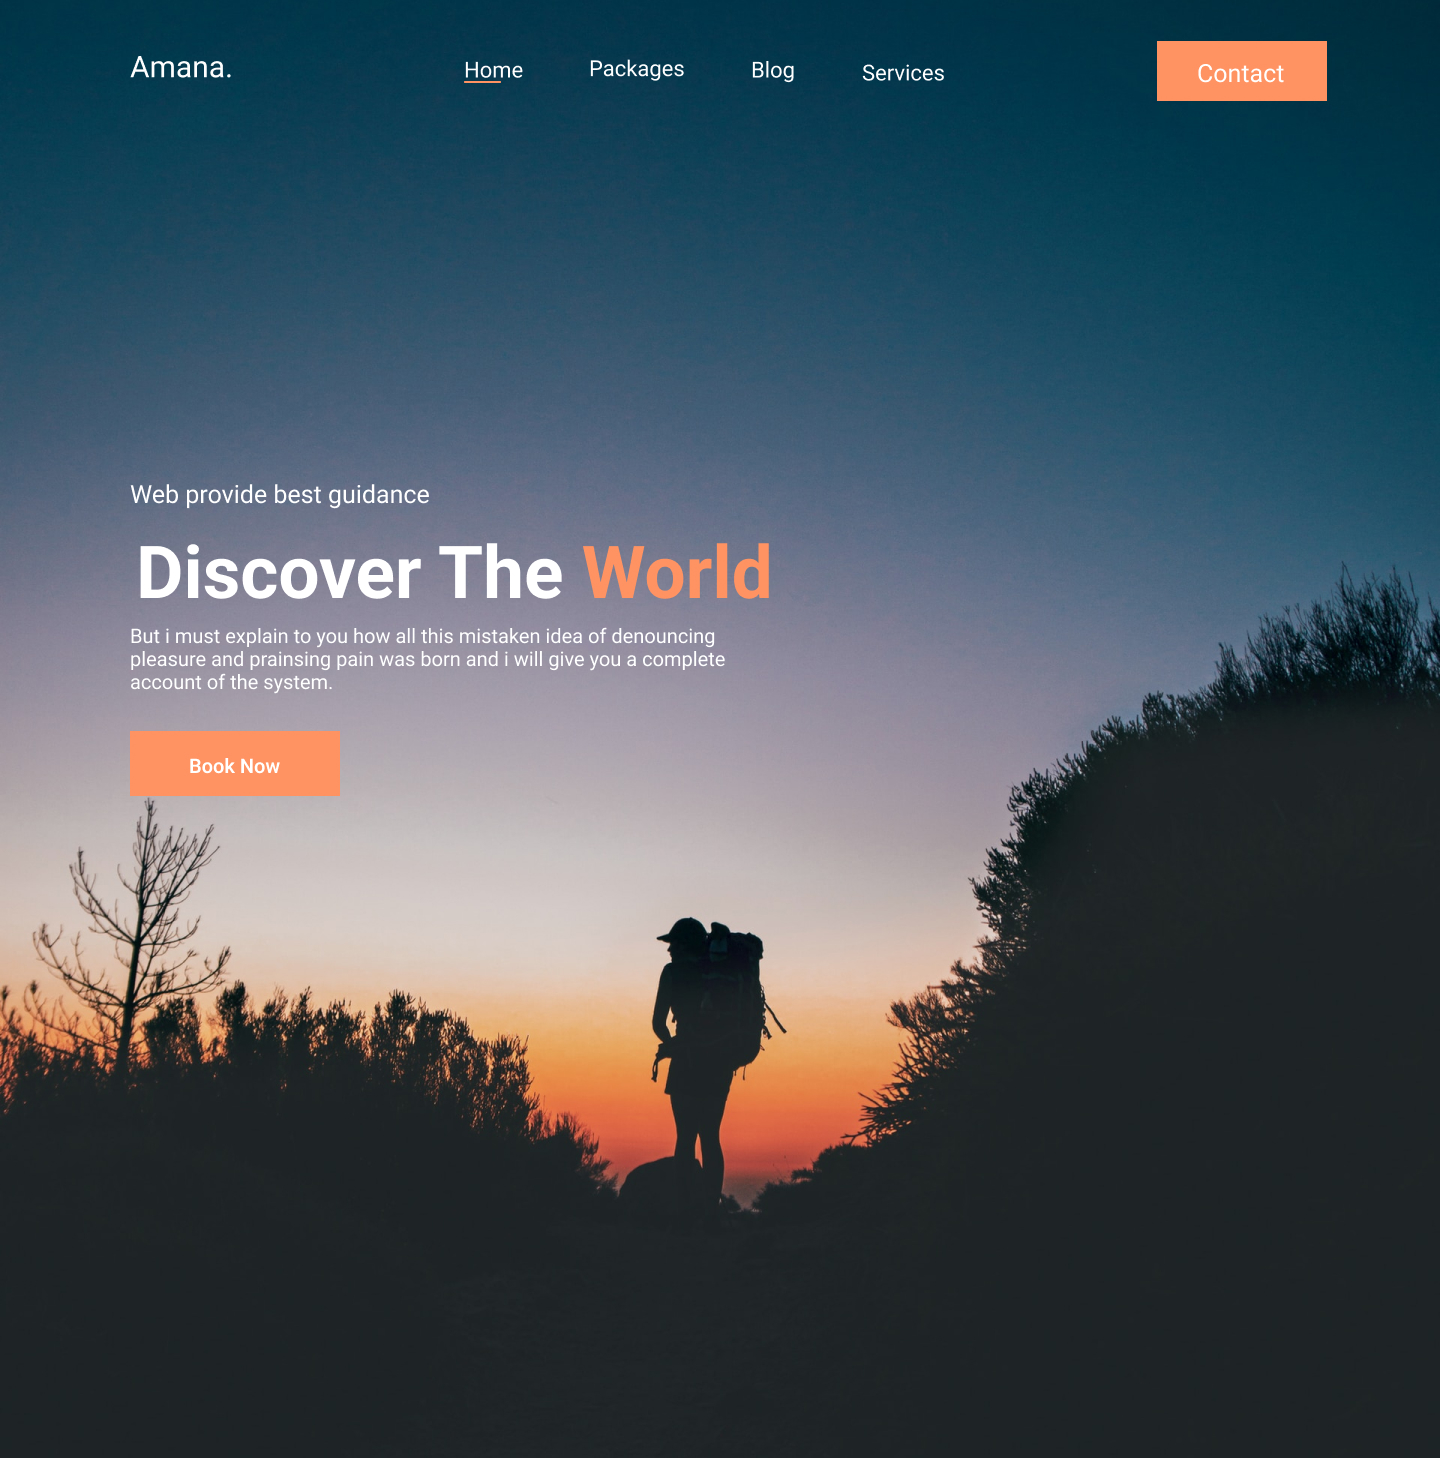 Amana.
Home
Packages
Blog
Services
Contact
Web provide best guidance
Discover The World
But i must explain to you how all this mistaken idea of denouncing
pleasure and prainsing pain was born and i will give you a complete
account of the system.
Book Now